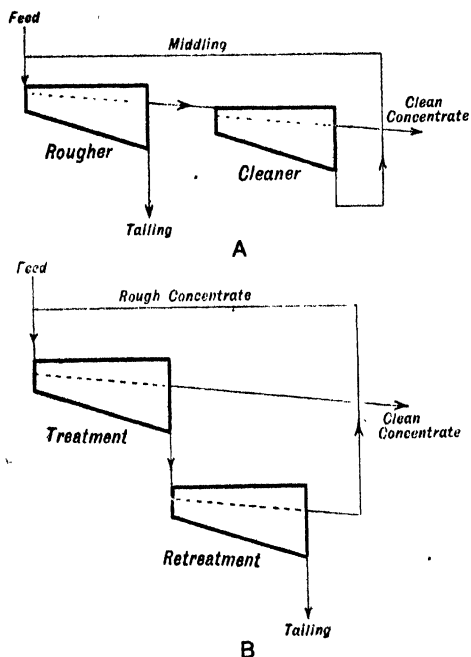 Feed
Middling
Clean
Concentrate
Rougher
Cleaner
Tailing
A
Feed
Rough Concentrate
Clean
Concentrate
Treatment
Retreatment
Tailing
B